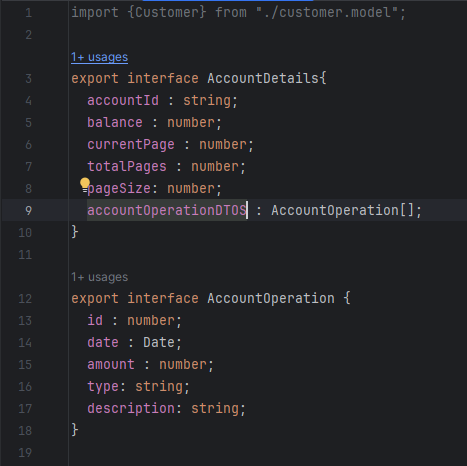 1 import {Customer} from "./customer.model";
2
1+ usages
3 export interface AccountDetails{
4 accountId : string;
5 balance : number;
6 currentPage : number;
7 totalPages : number;
8 pageSize: number;
9 accountOperationDTOS : AccountOperation[];
10 }
11
1+ usages
12 export interface AccountOperation {
13 id : number;
14 date : Date;
15 amount : number;
16 type: string;
17 description: string;
18 }
19